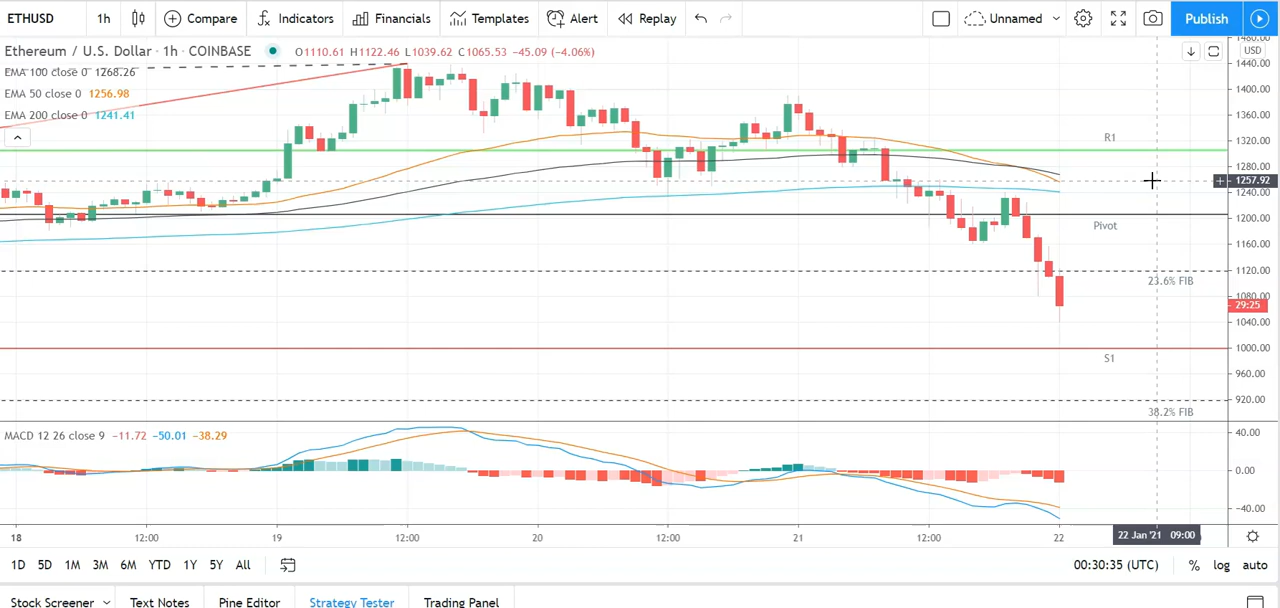 ETHUSD 1h Compare Indicators Financials Templates Alert Replay Unnamed Publish
Ethereum / U.S. Dollar · 1h · COINBASE O1110.61 H1122.46 L1039.62 C1065.53 −45.09 (−4.06%)
USD
EMA 100 close 0 1268.26
EMA 50 close 0 1256.98
EMA 200 close 0 1241.41
1480.00
1440.00
1400.00
1360.00
1320.00
1280.00
1257.92
1240.00
1200.00
1160.00
1120.00
1080.00
29:25
1040.00
1000.00
960.00
920.00
R1
Pivot
23.6% FIB
S1
38.2% FIB
MACD 12 26 close 9 −11.72 −50.01 −38.29
40.00
0.00
−40.00
18 12:00 19 12:00 20 12:00 21 12:00 22 22 Jan '21 09:00
1D 5D 1M 3M 6M YTD 1Y 5Y All 00:30:35 (UTC) % log auto
Stock Screener Text Notes Pine Editor Strategy Tester Trading Panel